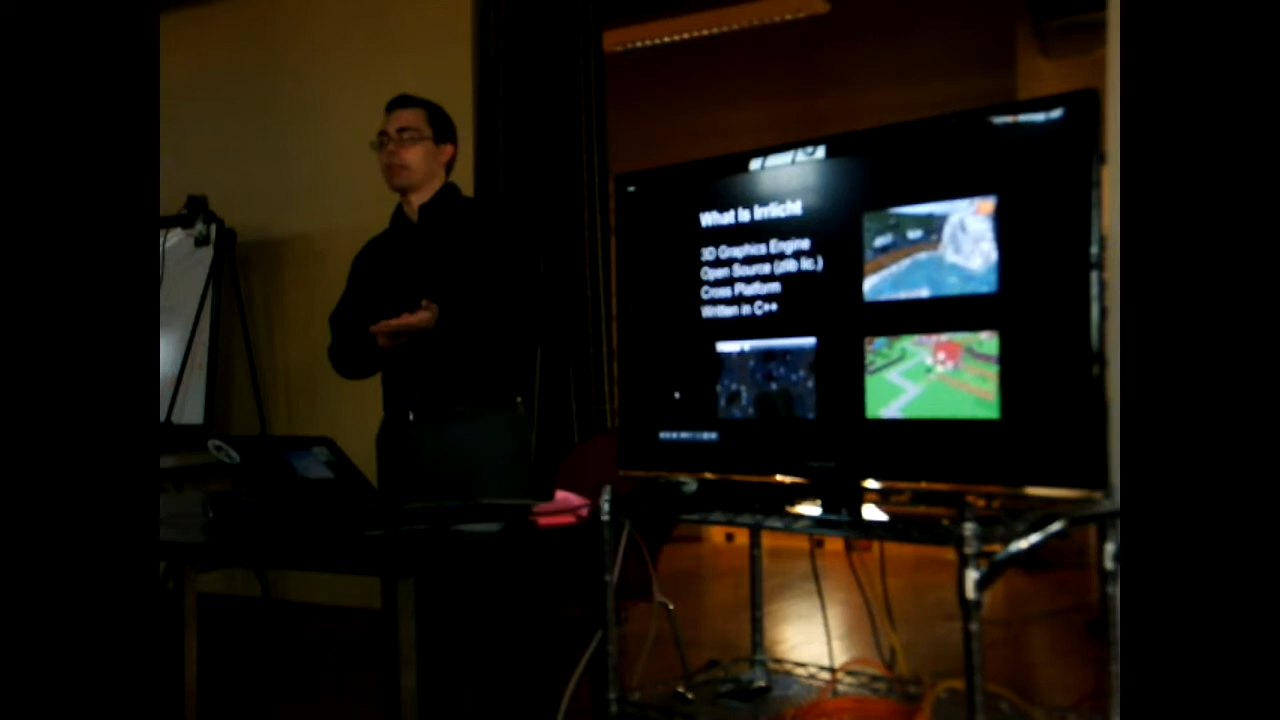 What Is Irrlicht
3D Graphics Engine
Open Source (zlib lic.)
Cross Platform
Written in C++